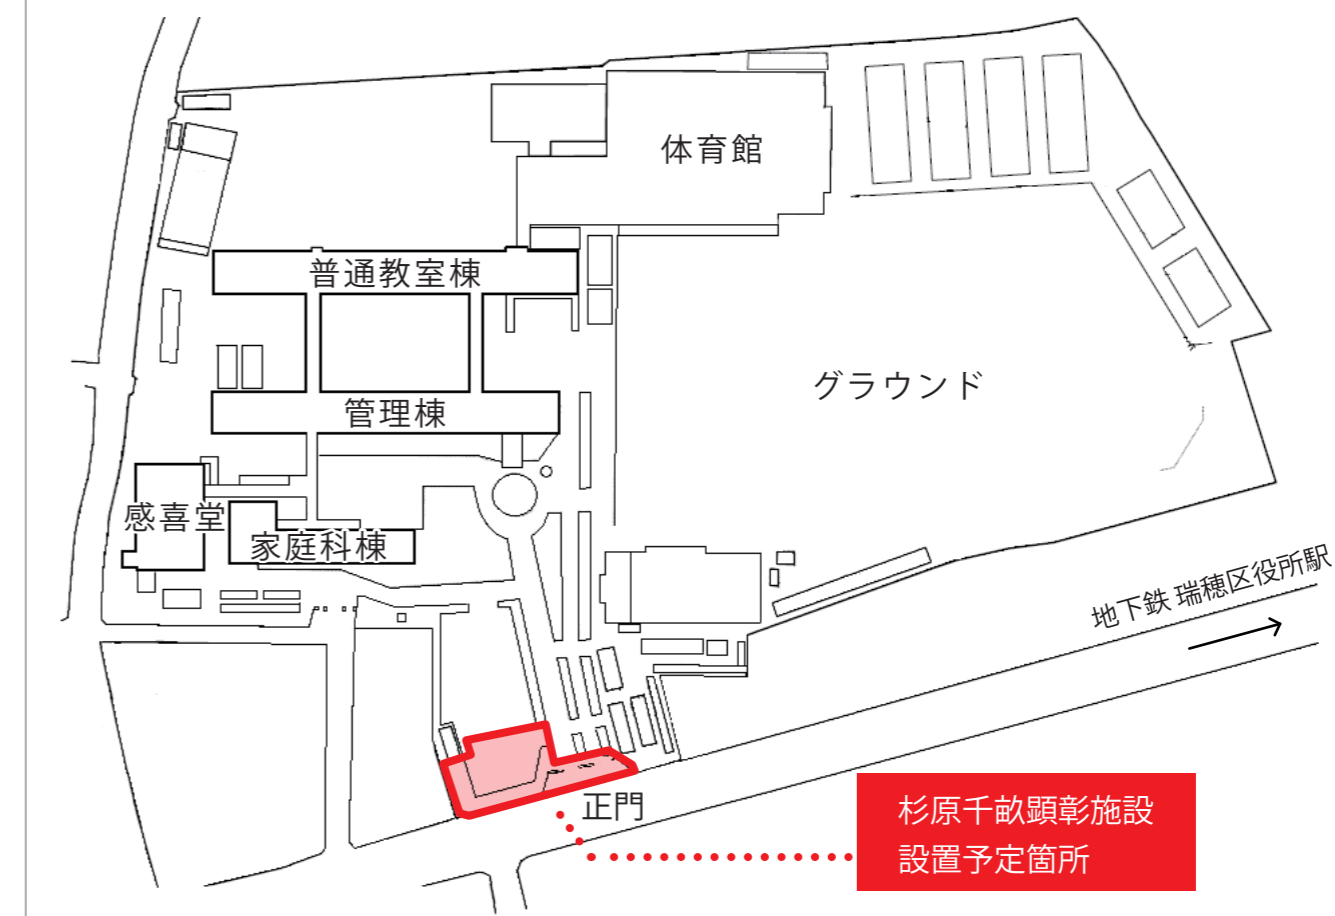 体育館
普通教室棟
グラウンド
管理棟
感喜堂
家庭科棟
地下鉄 瑞穂区役所駅
正門
杉原千畝顕彰施設
設置予定箇所